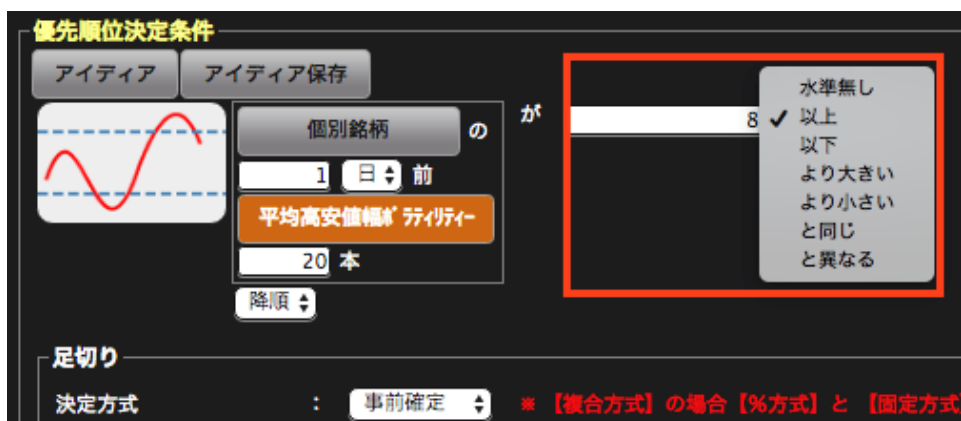 優先順位決定条件
アイディア アイディア保存
個別銘柄 の が 8 ✓ 以上
水準無し
以下
より大きい
より小さい
と同じ
と異なる
1 日 前
平均高安値幅ボラティリティー
20 本
降順
足切り
決定方式 : 事前確定 ※【複合方式】の場合【%方式】と【固定方式】